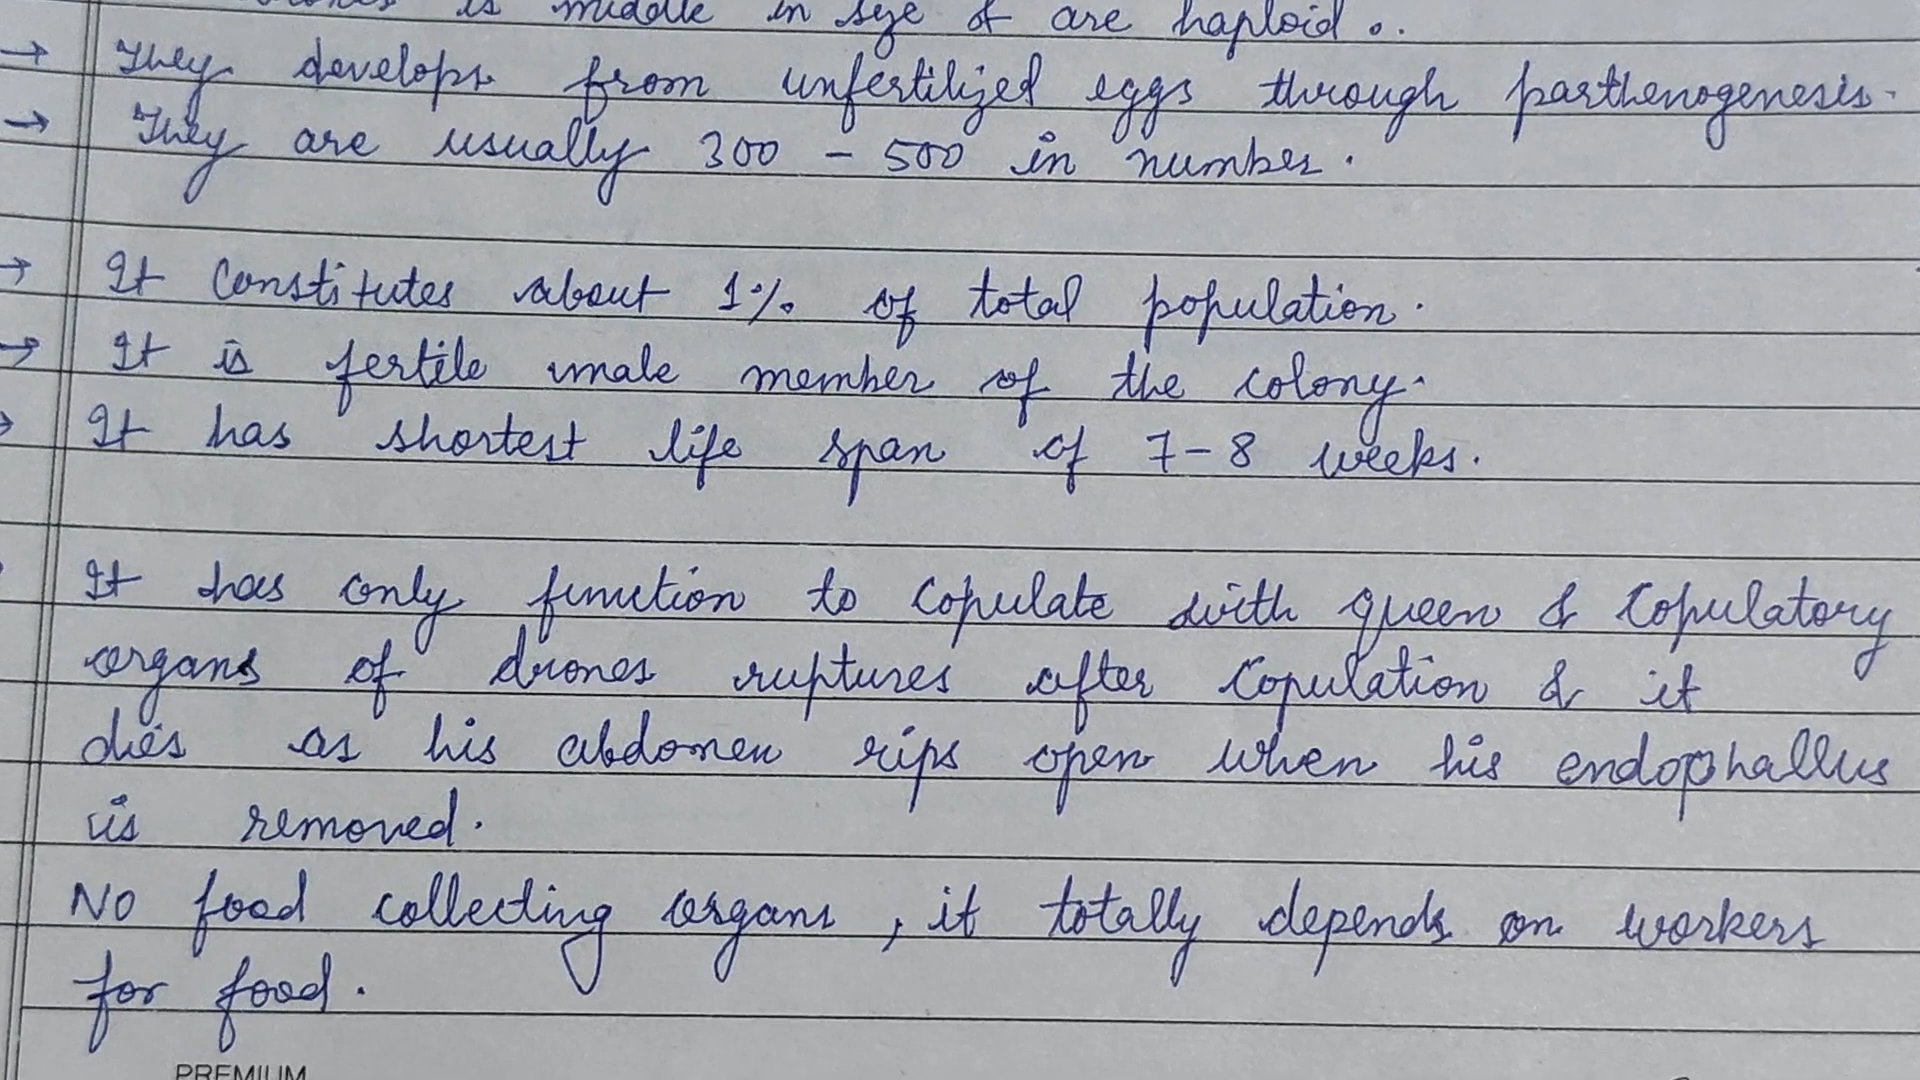 is middle in size & are haploid ..
→ They develops from unfertilized eggs through parthenogenesis.
→ They are usually 300 - 500 in number.
→ It Constitutes about 1% of total population.
→ It is fertile male member of the colony.
→ It has shortest life span of 7-8 weeks.
It has only function to copulate with queen & Copulatory
organs of drones ruptures after Copulation & it
dies as his abdomen rips open when his endophallus
is removed.
No food collecting organs, it totally depends on workers
for food.
PREMIUM